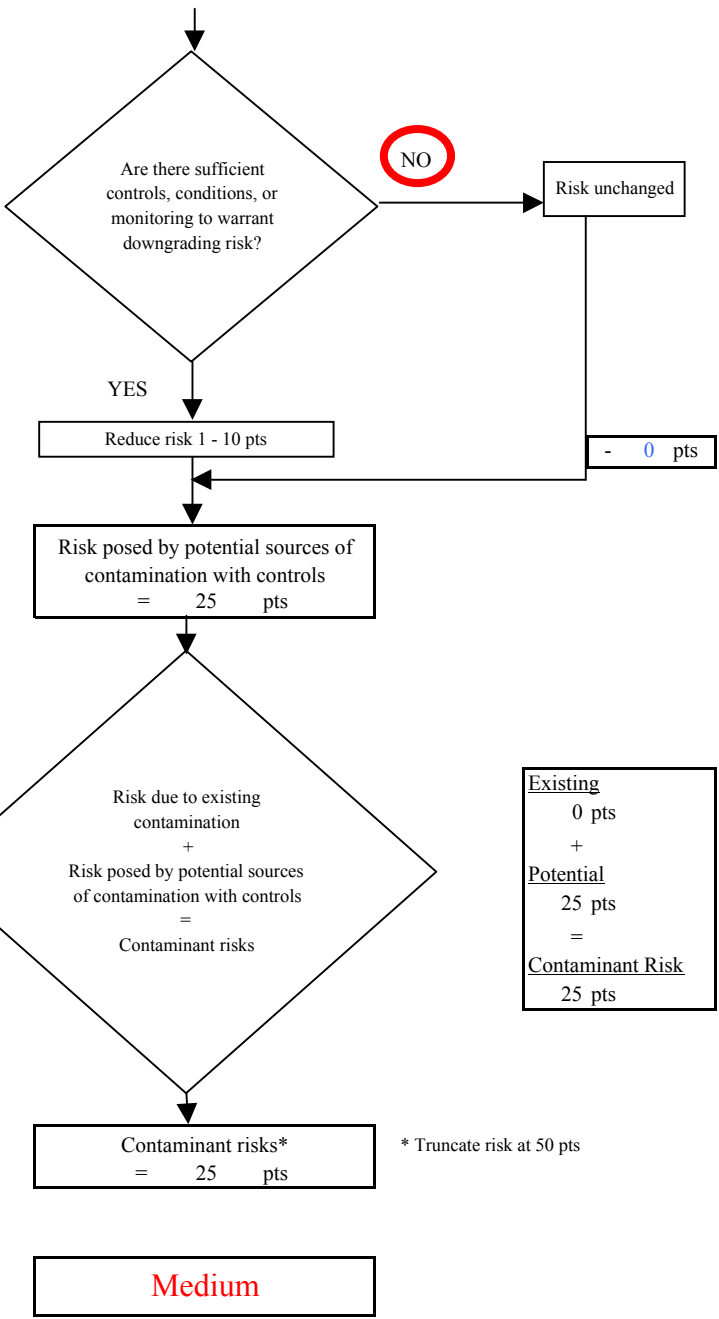 Are there sufficient
controls, conditions, or
monitoring to warrant
downgrading risk?
NO
Risk unchanged
YES
Reduce risk 1 - 10 pts
- 0 pts
Risk posed by potential sources of
contamination with controls
= 25 pts
Risk due to existing
contamination
+
Risk posed by potential sources
of contamination with controls
=
Contaminant risks
Existing
0 pts
+
Potential
25 pts
=
Contaminant Risk
25 pts
Contaminant risks*
= 25 pts
* Truncate risk at 50 pts
Medium